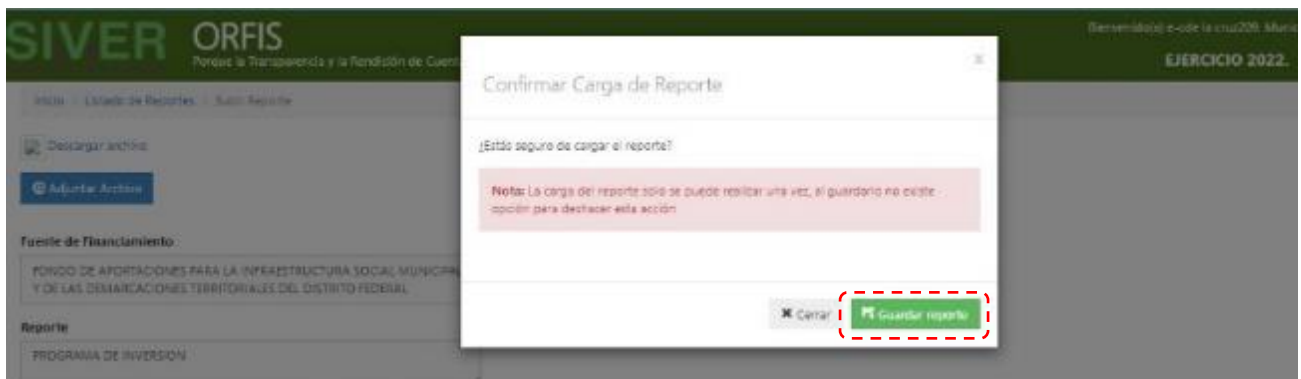 SIVER ORFIS
Porque la Transparencia y la Rendición de
EJERCICIO 2022.
Inicio Listado de Reportes Subir Reporte
Descargar archivo
Adjuntar Archivo
Fuente de Financiamiento
FONDO DE APORTACIONES PARA LA INFRAESTRUCTURA SOCIAL MUNICIPAL
Y DE LAS DEMARCACIONES TERRITORIALES DEL DISTRITO FEDERAL
Reporte
PROGRAMA DE INVERSION
Confirmar Carga de Reporte
¿Estás seguro de cargar el reporte?
Nota: La carga del reporte solo se puede realizar una vez, al guardarlo no existe
opción para deshacer esta acción
Cerrar Guardar reporte